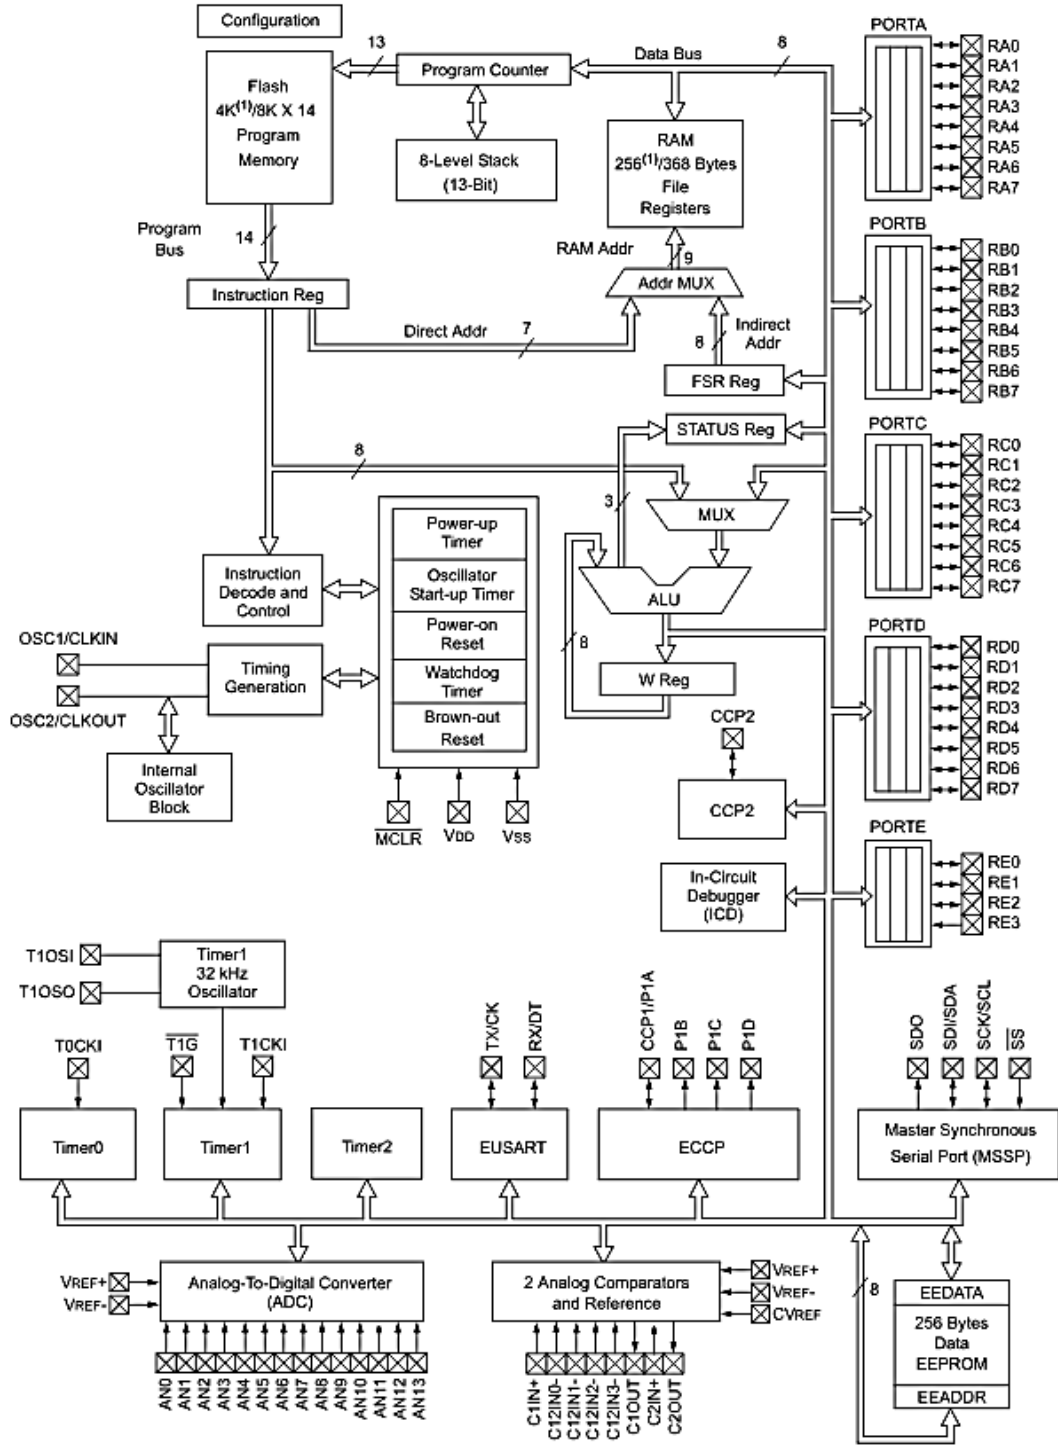 Configuration
PORTA
13
Data Bus
8
Program Counter
RA0
RA1
RA2
RA3
RA4
RA5
RA6
RA7
Flash
4K(1)/8K X 14
Program
Memory
8-Level Stack
(13-Bit)
RAM
256(1)/368 Bytes
File
Registers
Program
Bus
14
RAM Addr
9
PORTB
RB0
RB1
RB2
RB3
RB4
RB5
RB6
RB7
Instruction Reg
Addr MUX
Direct Addr
7
8
Indirect
Addr
FSR Reg
STATUS Reg
PORTC
RC0
RC1
RC2
RC3
RC4
RC5
RC6
RC7
8
3
MUX
Power-up
Timer
Oscillator
Start-up Timer
Power-on
Reset
Watchdog
Timer
Brown-out
Reset
Instruction
Decode and
Control
ALU
8
W Reg
OSC1/CLKIN
OSC2/CLKOUT
Timing
Generation
Internal
Oscillator
Block
MCLR
VDD
VSS
PORTD
RD0
RD1
RD2
RD3
RD4
RD5
RD6
RD7
CCP2
CCP2
PORTE
RE0
RE1
RE2
RE3
In-Circuit
Debugger
(ICD)
T1OSI
T1OSO
Timer1
32 kHz
Oscillator
T0CKI
T1G
T1CKI
TX/CK
RX/DT
CCP1/P1A
P1B
P1C
P1D
SDO
SDI/SDA
SCK/SCL
SS
Timer0
Timer1
Timer2
EUSART
ECCP
Master Synchronous
Serial Port (MSSP)
VREF+
VREF-
Analog-To-Digital Converter
(ADC)
2 Analog Comparators
and Reference
VREF+
VREF-
CVREF
8
EEDATA
256 Bytes
Data
EEPROM
EEADDR
AN0
AN1
AN2
AN3
AN4
AN5
AN6
AN7
AN8
AN9
AN10
AN11
AN12
AN13
C1IN+
C12IN0-
C12IN1-
C12IN2-
C12IN3-
C1OUT
C2IN+
C2OUT